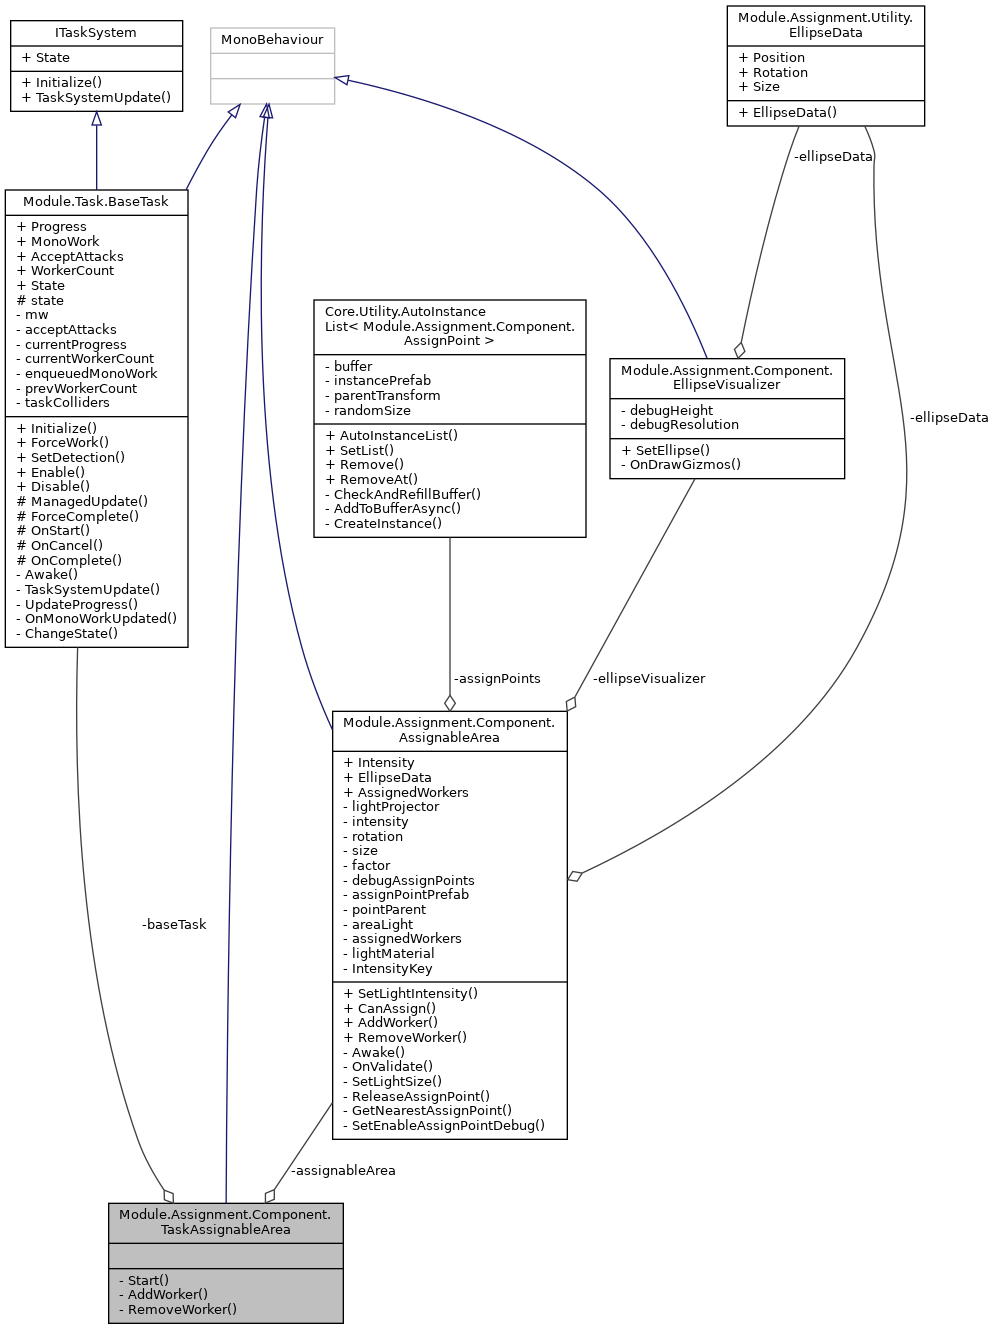 ITaskSystem
+ State
+ Initialize()
+ TaskSystemUpdate()
MonoBehaviour
Module.Assignment.Utility.
EllipseData
+ Position
+ Rotation
+ Size
+ EllipseData()
-ellipseData
-ellipseData
Module.Task.BaseTask
+ Progress
+ MonoWork
+ AcceptAttacks
+ WorkerCount
+ State
# state
- mw
- acceptAttacks
- currentProgress
- currentWorkerCount
- enqueuedMonoWork
- prevWorkerCount
- taskColliders
+ Initialize()
+ ForceWork()
+ SetDetection()
+ Enable()
+ Disable()
# ManagedUpdate()
# ForceComplete()
# OnStart()
# OnCancel()
# OnComplete()
- Awake()
- TaskSystemUpdate()
- UpdateProgress()
- OnMonoWorkUpdated()
- ChangeState()
Core.Utility.AutoInstance
List< Module.Assignment.Component.
AssignPoint >
- buffer
- instancePrefab
- parentTransform
- randomSize
+ AutoInstanceList()
+ SetList()
+ Remove()
+ RemoveAt()
- CheckAndRefillBuffer()
- AddToBufferAsync()
- CreateInstance()
Module.Assignment.Component.
EllipseVisualizer
- debugHeight
- debugResolution
+ SetEllipse()
- OnDrawGizmos()
-assignPoints
-ellipseVisualizer
Module.Assignment.Component.
AssignableArea
+ Intensity
+ EllipseData
+ AssignedWorkers
- lightProjector
- intensity
- rotation
- size
- factor
- debugAssignPoints
- assignPointPrefab
- pointParent
- areaLight
- assignedWorkers
- lightMaterial
- IntensityKey
+ SetLightIntensity()
+ CanAssign()
+ AddWorker()
+ RemoveWorker()
- Awake()
- OnValidate()
- SetLightSize()
- ReleaseAssignPoint()
- GetNearestAssignPoint()
- SetEnableAssignPointDebug()
-baseTask
-assignableArea
Module.Assignment.Component.
TaskAssignableArea
- Start()
- AddWorker()
- RemoveWorker()